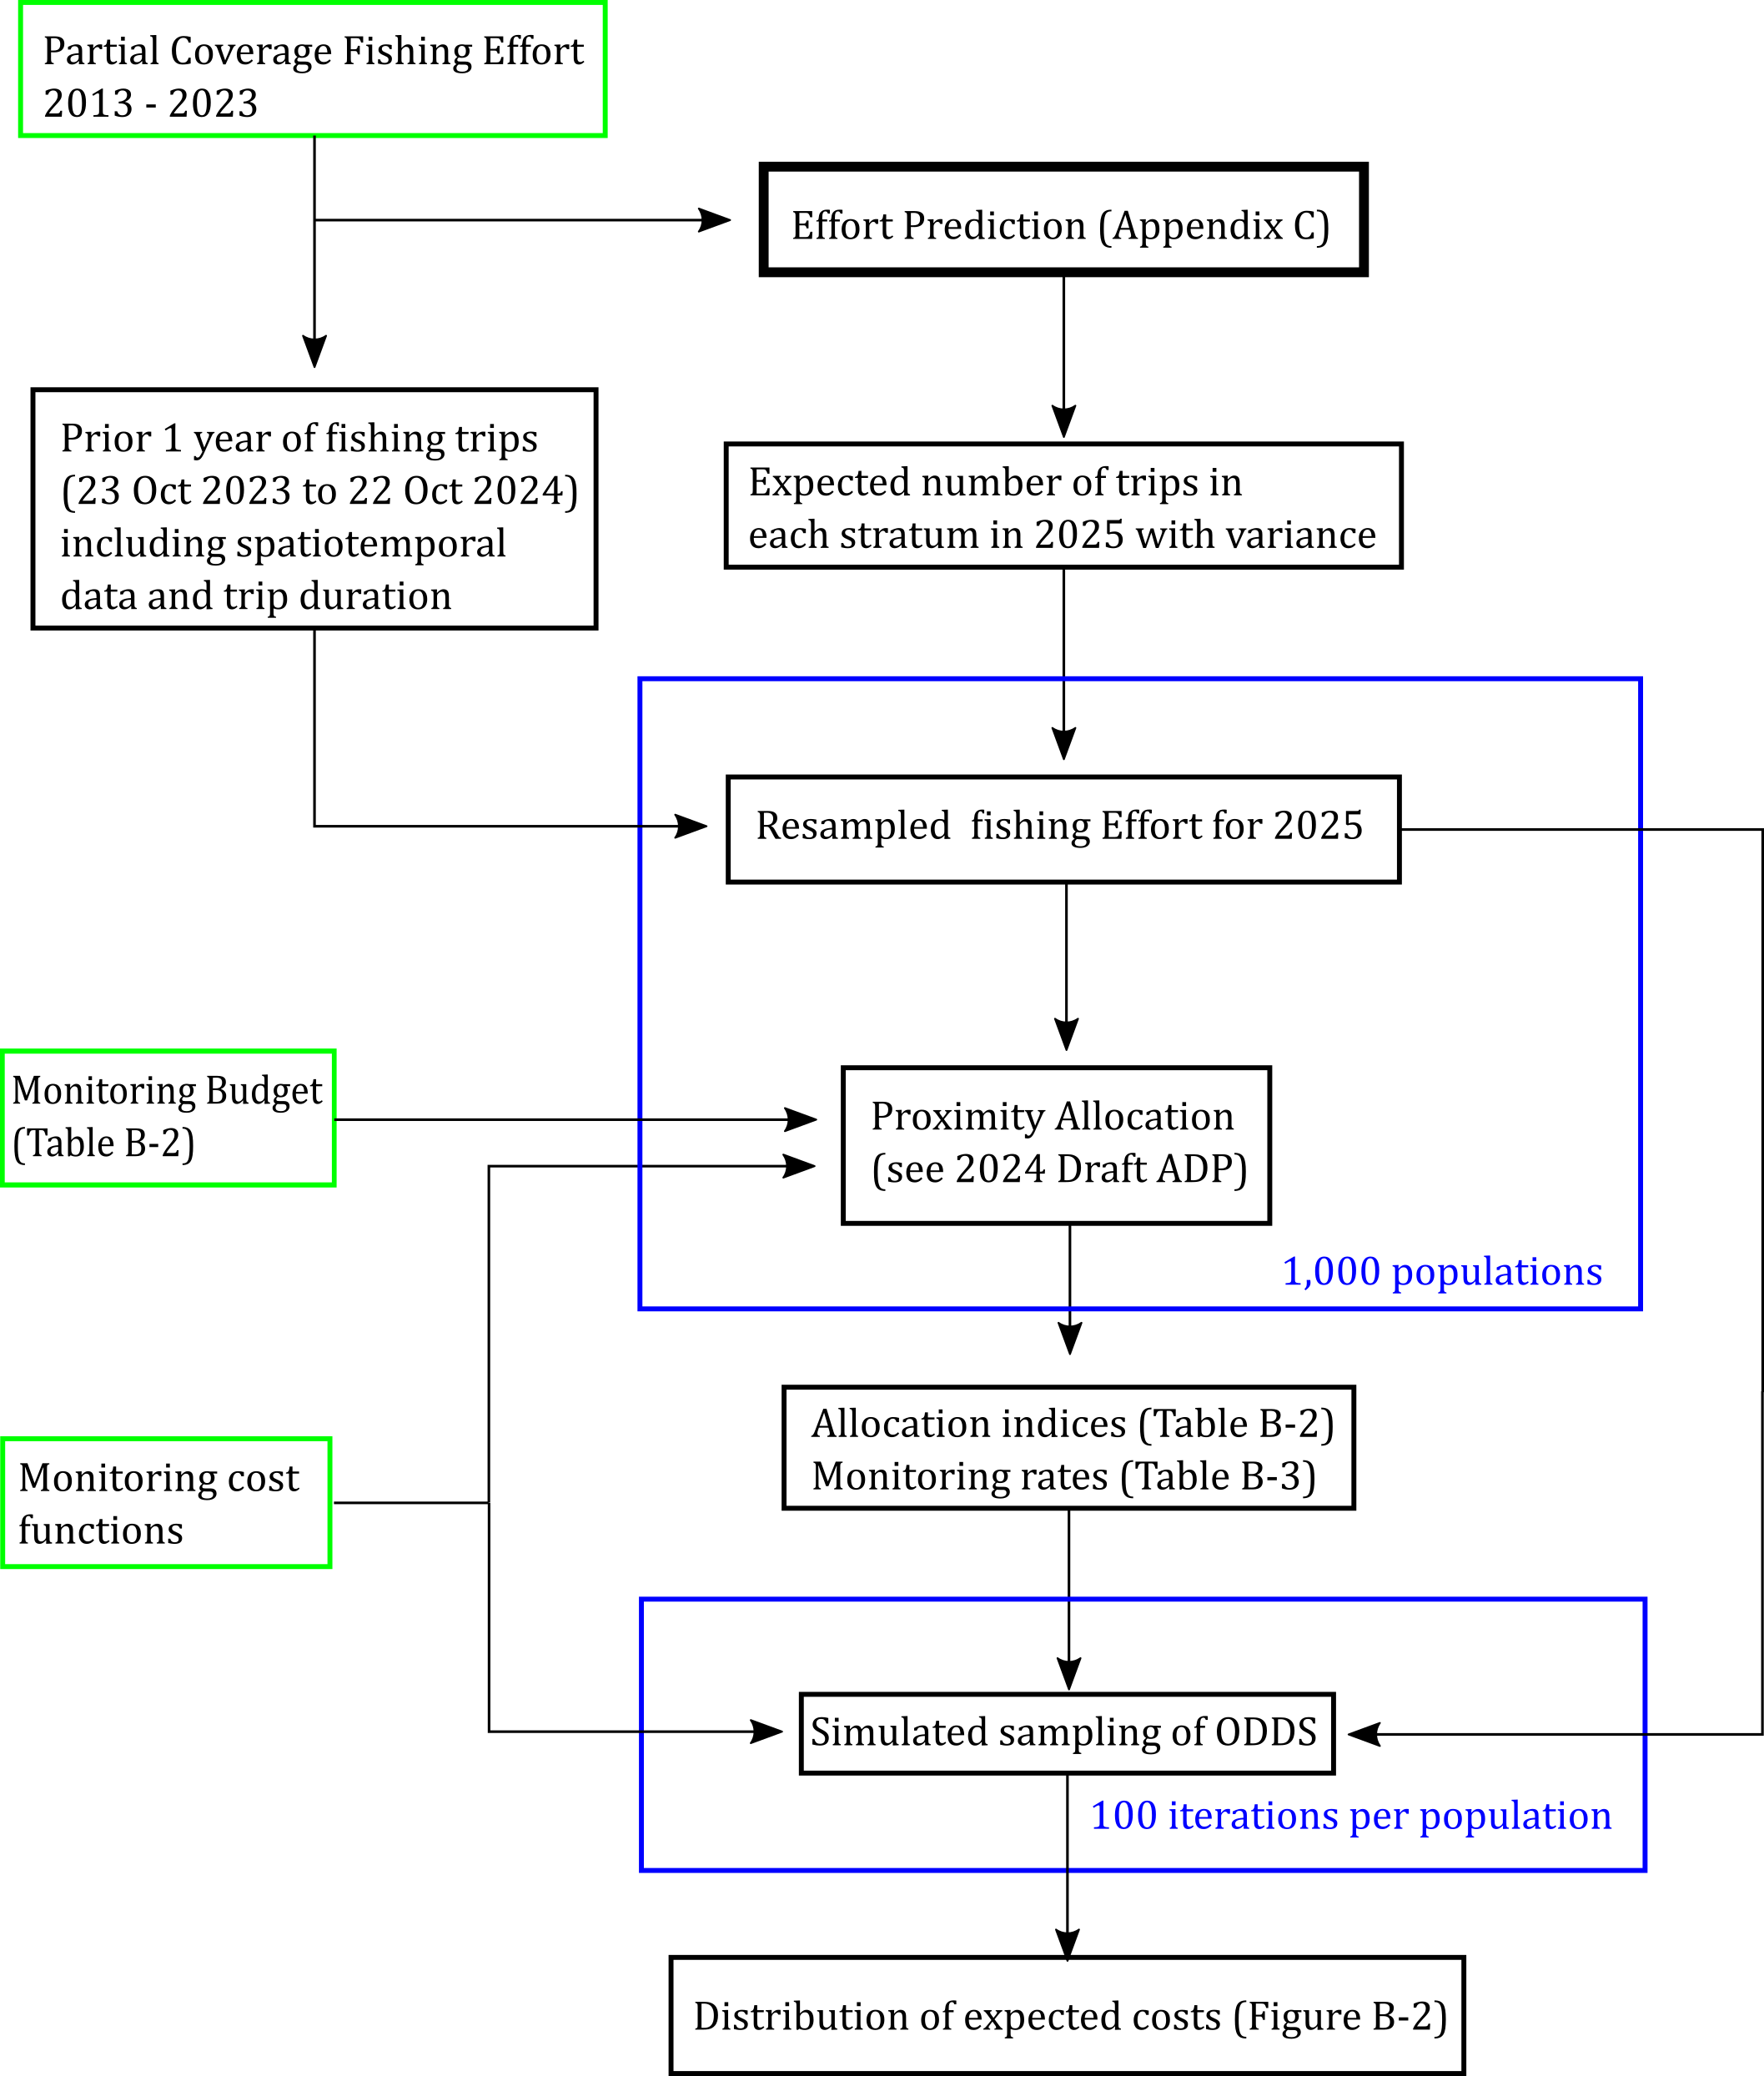 Partial Coverage Fishing Effort
2013 - 2023
Effort Prediction (Appendix C)
Prior 1 year of fishing trips
(23 Oct 2023 to 22 Oct 2024)
including spatiotemporal
data and trip duration
Expected number of trips in
each stratum in 2025 with variance
Resampled fishing Effort for 2025
Monitoring Budget
(Table B-2)
Proximity Allocation
(see 2024 Draft ADP)
1,000 populations
Allocation indices (Table B-2)
Monitoring rates (Table B-3)
Monitoring cost
functions
Simulated sampling of ODDS
100 iterations per population
Distribution of expected costs (Figure B-2)